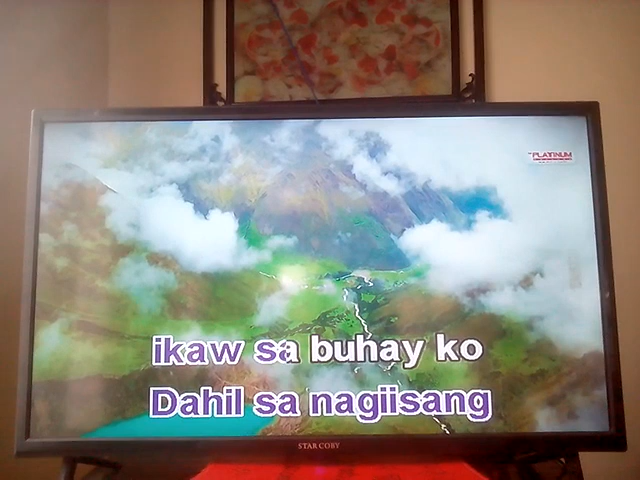 PLATINUM
ikaw sa buhay ko
Dahil sa nagiisang
STAR COBY